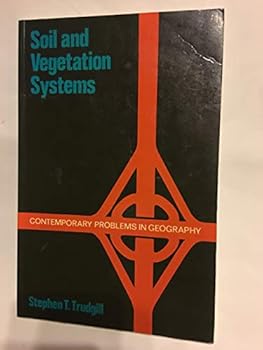 Soil and
Vegetation
Systems
CONTEMPORARY PROBLEMS IN GEOGRAPHY
Stephen T. Trudgill